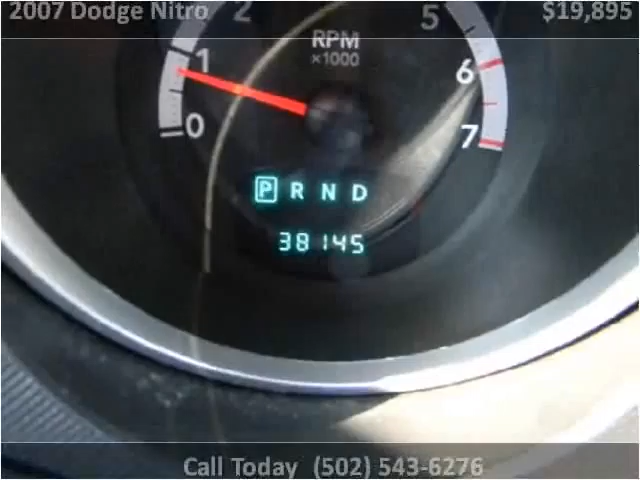 2007 Dodge Nitro $19,895
2 5
RPM
×1000
1 6
0 7
P R N D
38145
Call Today (502) 543-6276